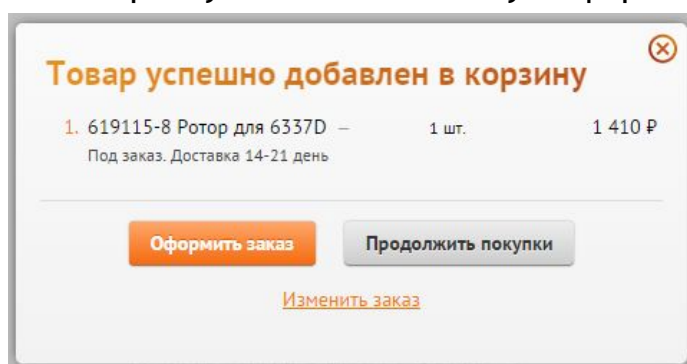 Товар успешно добавлен в корзину
1. 619115-8 Ротор для 6337D — 1 шт. 1 410 ₽
Под заказ. Доставка 14-21 день
Оформить заказ Продолжить покупки
Изменить заказ